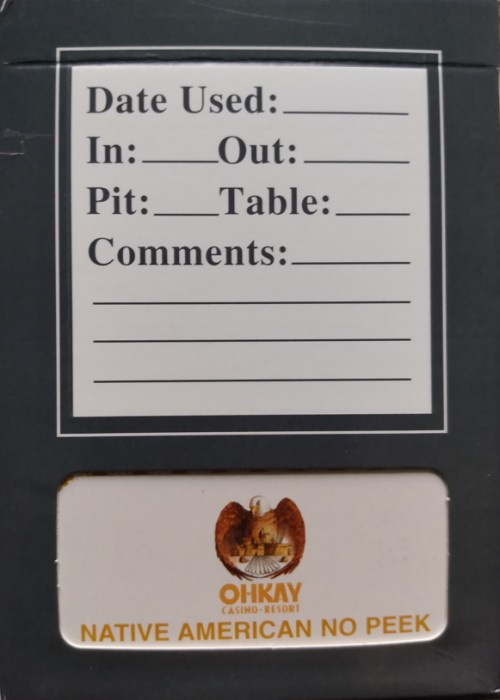 Date Used:
In: Out:
Pit: Table:
Comments:
OHKAY
CASINO-RESORT
NATIVE AMERICAN NO PEEK